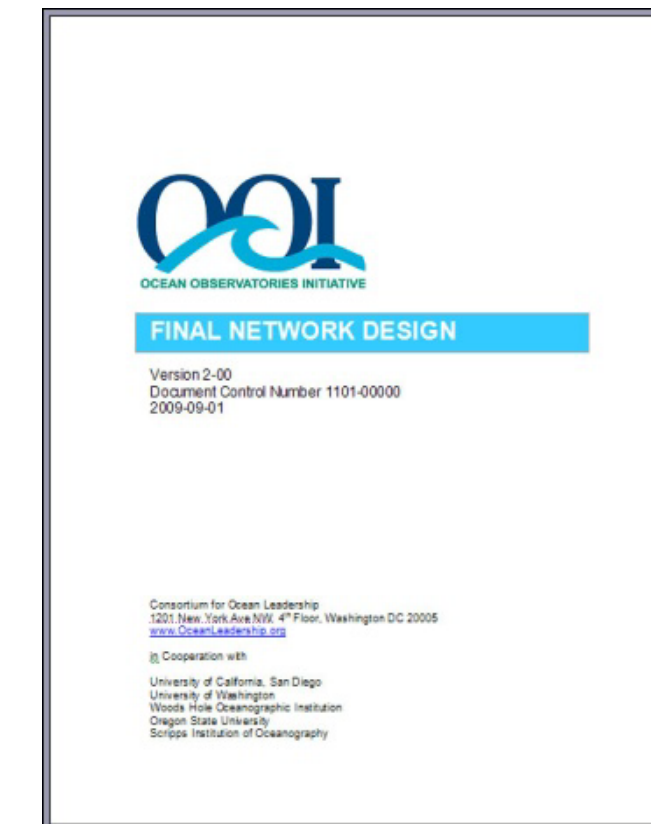 OOI
OCEAN OBSERVATORIES INITIATIVE
FINAL NETWORK DESIGN
Version 2-00
Document Control Number 1101-00000
2009-09-01
Consortium for Ocean Leadership
1201 New York Ave NW, 4th Floor, Washington DC 20005
www.OceanLeadership.org
in Cooperation with
University of California, San Diego
University of Washington
Woods Hole Oceanographic Institution
Oregon State University
Scripps Institution of Oceanography